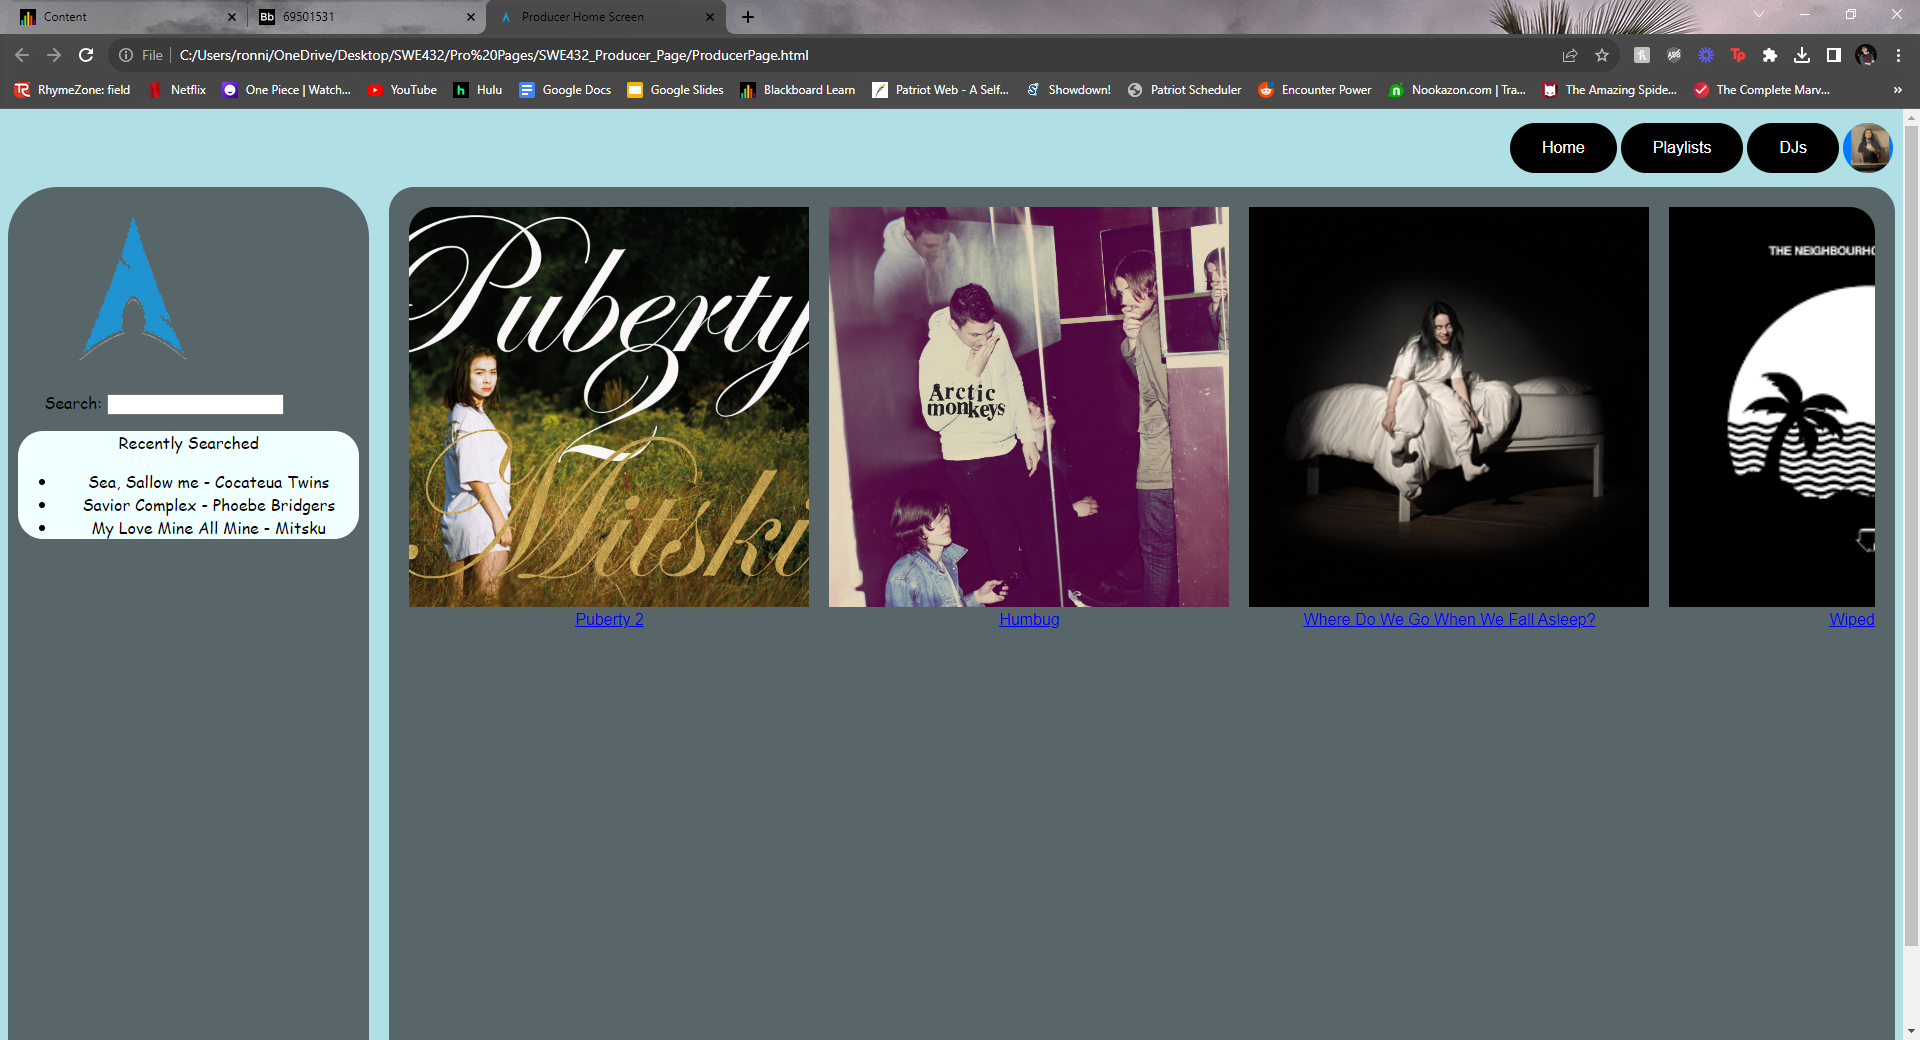 Content
69501531
Producer Home Screen
File
C:/Users/ronni/OneDrive/Desktop/SWE432/Pro%20Pages/SWE432_Producer_Page/ProducerPage.html
RhymeZone: field
Netflix
One Piece | Watch...
YouTube
Hulu
Google Docs
Google Slides
Blackboard Learn
Patriot Web - A Self...
Showdown!
Patriot Scheduler
Encounter Power
Nookazon.com | Tra...
The Amazing Spide...
The Complete Marv...
Home
Playlists
DJs
Search:
Recently Searched
Sea, Sallow me - Cocateua Twins
Savior Complex - Phoebe Bridgers
My Love Mine All Mine - Mitsku
Puberty
2
Mitski
Arctic
monkeys
THE NEIGHBOURHO
Puberty 2
Humbug
Where Do We Go When We Fall Asleep?
Wiped